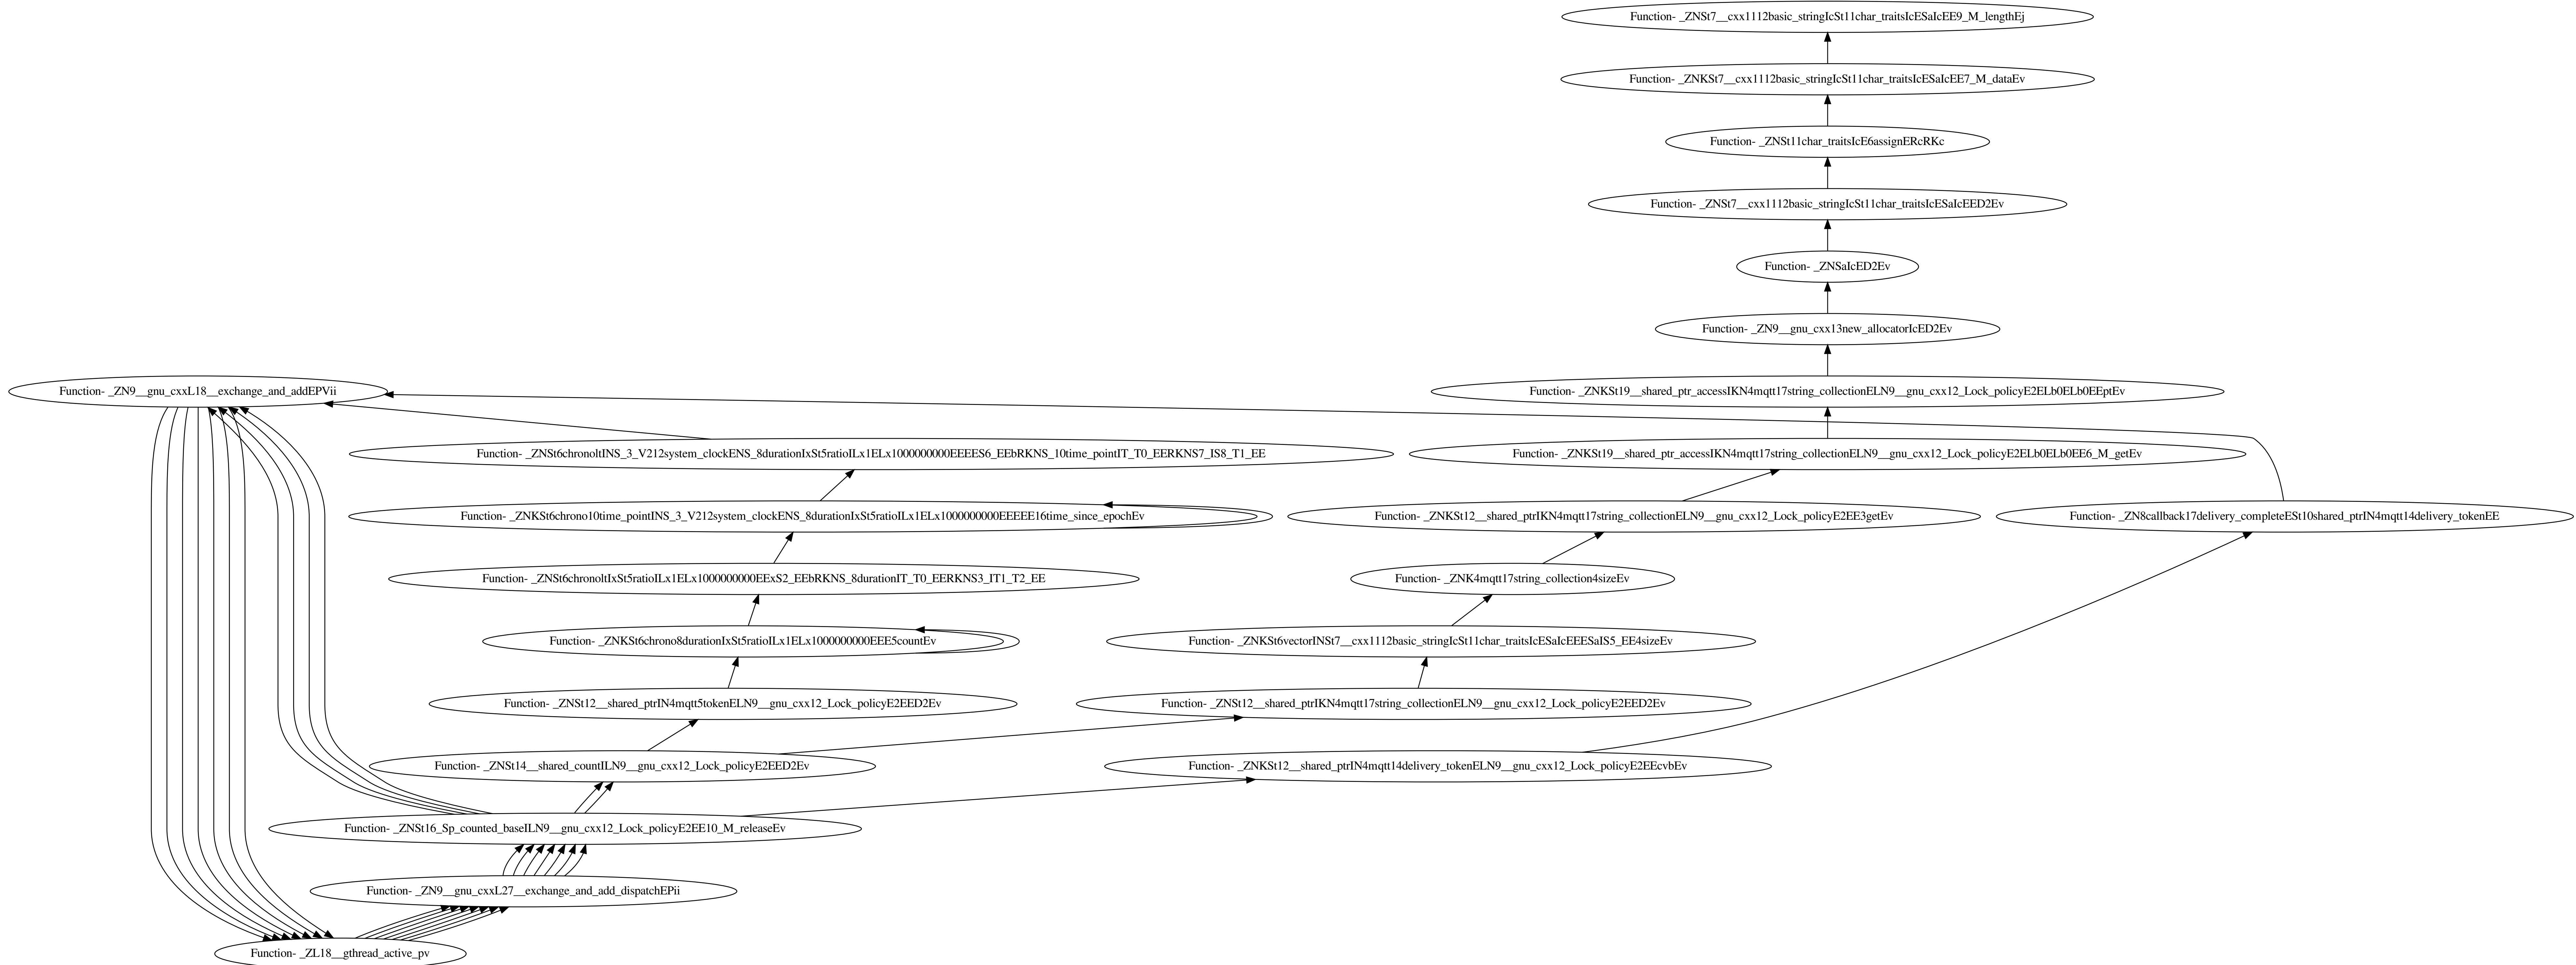 Function- _ZNSt7__cxx1112basic_stringIcSt11char_traitsIcESaIcEE9_M_lengthEj
Function- _ZNKSt7__cxx1112basic_stringIcSt11char_traitsIcESaIcEE7_M_dataEv
Function- _ZNSt11char_traitsIcE6assignERcRKc
Function- _ZNSt7__cxx1112basic_stringIcSt11char_traitsIcESaIcEED2Ev
Function- _ZNSaIcED2Ev
Function- _ZN9__gnu_cxx13new_allocatorIcED2Ev
Function- _ZN9__gnu_cxxL18__exchange_and_addEPVii
Function- _ZNKSt19__shared_ptr_accessIKN4mqtt17string_collectionELN9__gnu_cxx12_Lock_policyE2ELb0ELb0EEptEv
Function- _ZNSt6chronoltINS_3_V212system_clockENS_8durationIxSt5ratioILx1ELx1000000000EEEES6_EEbRKNS_10time_pointIT_T0_EERKNS7_IS8_T1_EE
Function- _ZNKSt19__shared_ptr_accessIKN4mqtt17string_collectionELN9__gnu_cxx12_Lock_policyE2ELb0ELb0EE6_M_getEv
Function- _ZNKSt6chrono10time_pointINS_3_V212system_clockENS_8durationIxSt5ratioILx1ELx1000000000EEEEE16time_since_epochEv
Function- _ZNKSt12__shared_ptrIKN4mqtt17string_collectionELN9__gnu_cxx12_Lock_policyE2EE3getEv
Function- _ZN8callback17delivery_completeESt10shared_ptrIN4mqtt14delivery_tokenEE
Function- _ZNSt6chronoltIxSt5ratioILx1ELx1000000000EExS2_EEbRKNS_8durationIT_T0_EERKNS3_IT1_T2_EE
Function- _ZNK4mqtt17string_collection4sizeEv
Function- _ZNKSt6chrono8durationIxSt5ratioILx1ELx1000000000EEE5countEv
Function- _ZNKSt6vectorINSt7__cxx1112basic_stringIcSt11char_traitsIcESaIcEEESaIS5_EE4sizeEv
Function- _ZNSt12__shared_ptrIN4mqtt5tokenELN9__gnu_cxx12_Lock_policyE2EED2Ev
Function- _ZNSt12__shared_ptrIKN4mqtt17string_collectionELN9__gnu_cxx12_Lock_policyE2EED2Ev
Function- _ZNSt14__shared_countILN9__gnu_cxx12_Lock_policyE2EED2Ev
Function- _ZNKSt12__shared_ptrIN4mqtt14delivery_tokenELN9__gnu_cxx12_Lock_policyE2EEcvbEv
Function- _ZNSt16_Sp_counted_baseILN9__gnu_cxx12_Lock_policyE2EE10_M_releaseEv
Function- _ZN9__gnu_cxxL27__exchange_and_add_dispatchEPii
Function- _ZL18__gthread_active_pv